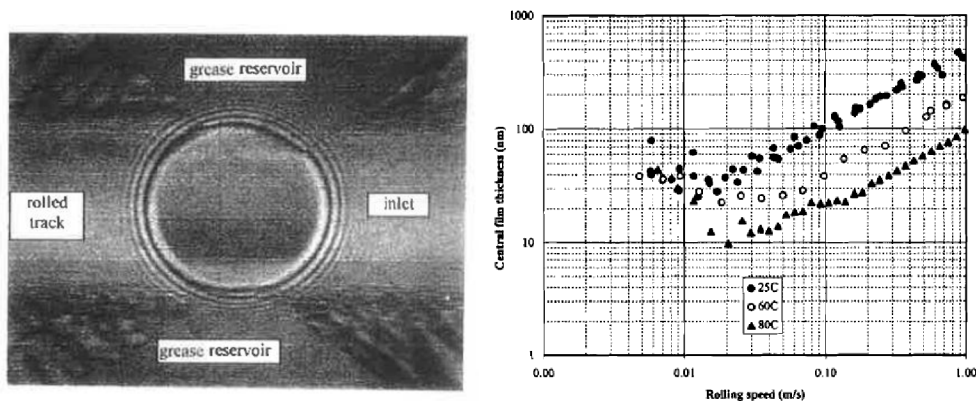 grease reservoir
rolled
track
inlet
grease reservoir
1000
100
10
1
Central film thickness (nm)
25C
60C
80C
0.00
0.01
0.10
1.00
Rolling speed (m/s)